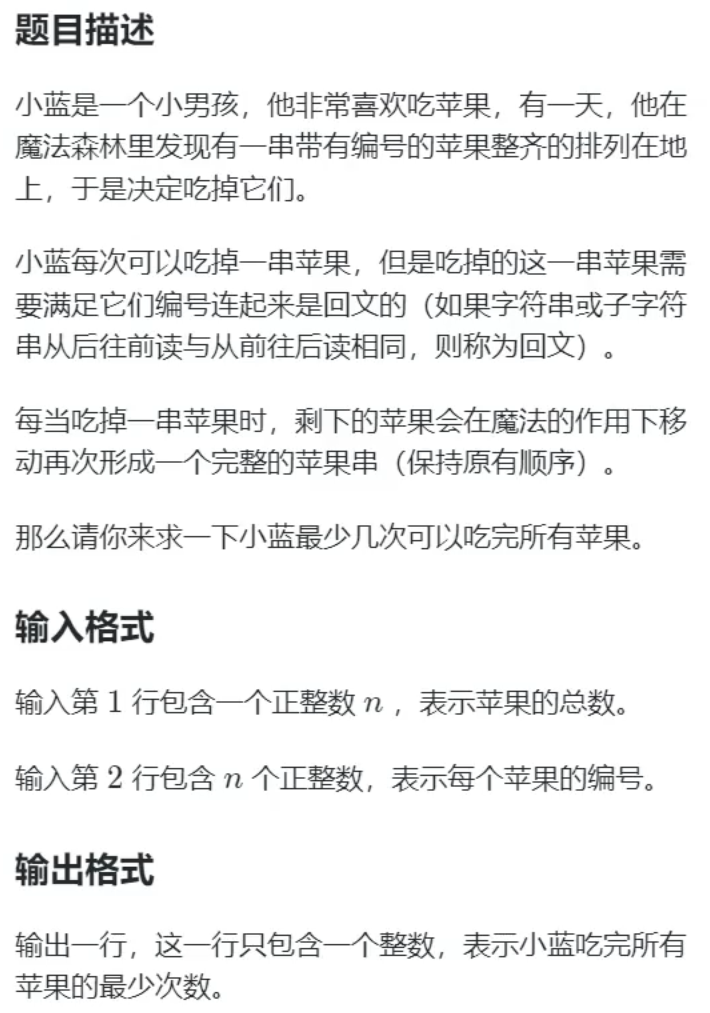 题目描述
小蓝是一个小男孩，他非常喜欢吃苹果，有一天，他在
魔法森林里发现有一串带有编号的苹果整齐的排列在地
上，于是决定吃掉它们。
小蓝每次可以吃掉一串苹果，但是吃掉的这一串苹果需
要满足它们编号连起来是回文的（如果字符串或子字符
串从后往前读与从前往后读相同，则称为回文）。
每当吃掉一串苹果时，剩下的苹果会在魔法的作用下移
动再次形成一个完整的苹果串（保持原有顺序）。
那么请你来求一下小蓝最少几次可以吃完所有苹果。
输入格式
输入第 1 行包含一个正整数 n ，表示苹果的总数。
输入第 2 行包含 n 个正整数，表示每个苹果的编号。
输出格式
输出一行，这一行只包含一个整数，表示小蓝吃完所有
苹果的最少次数。